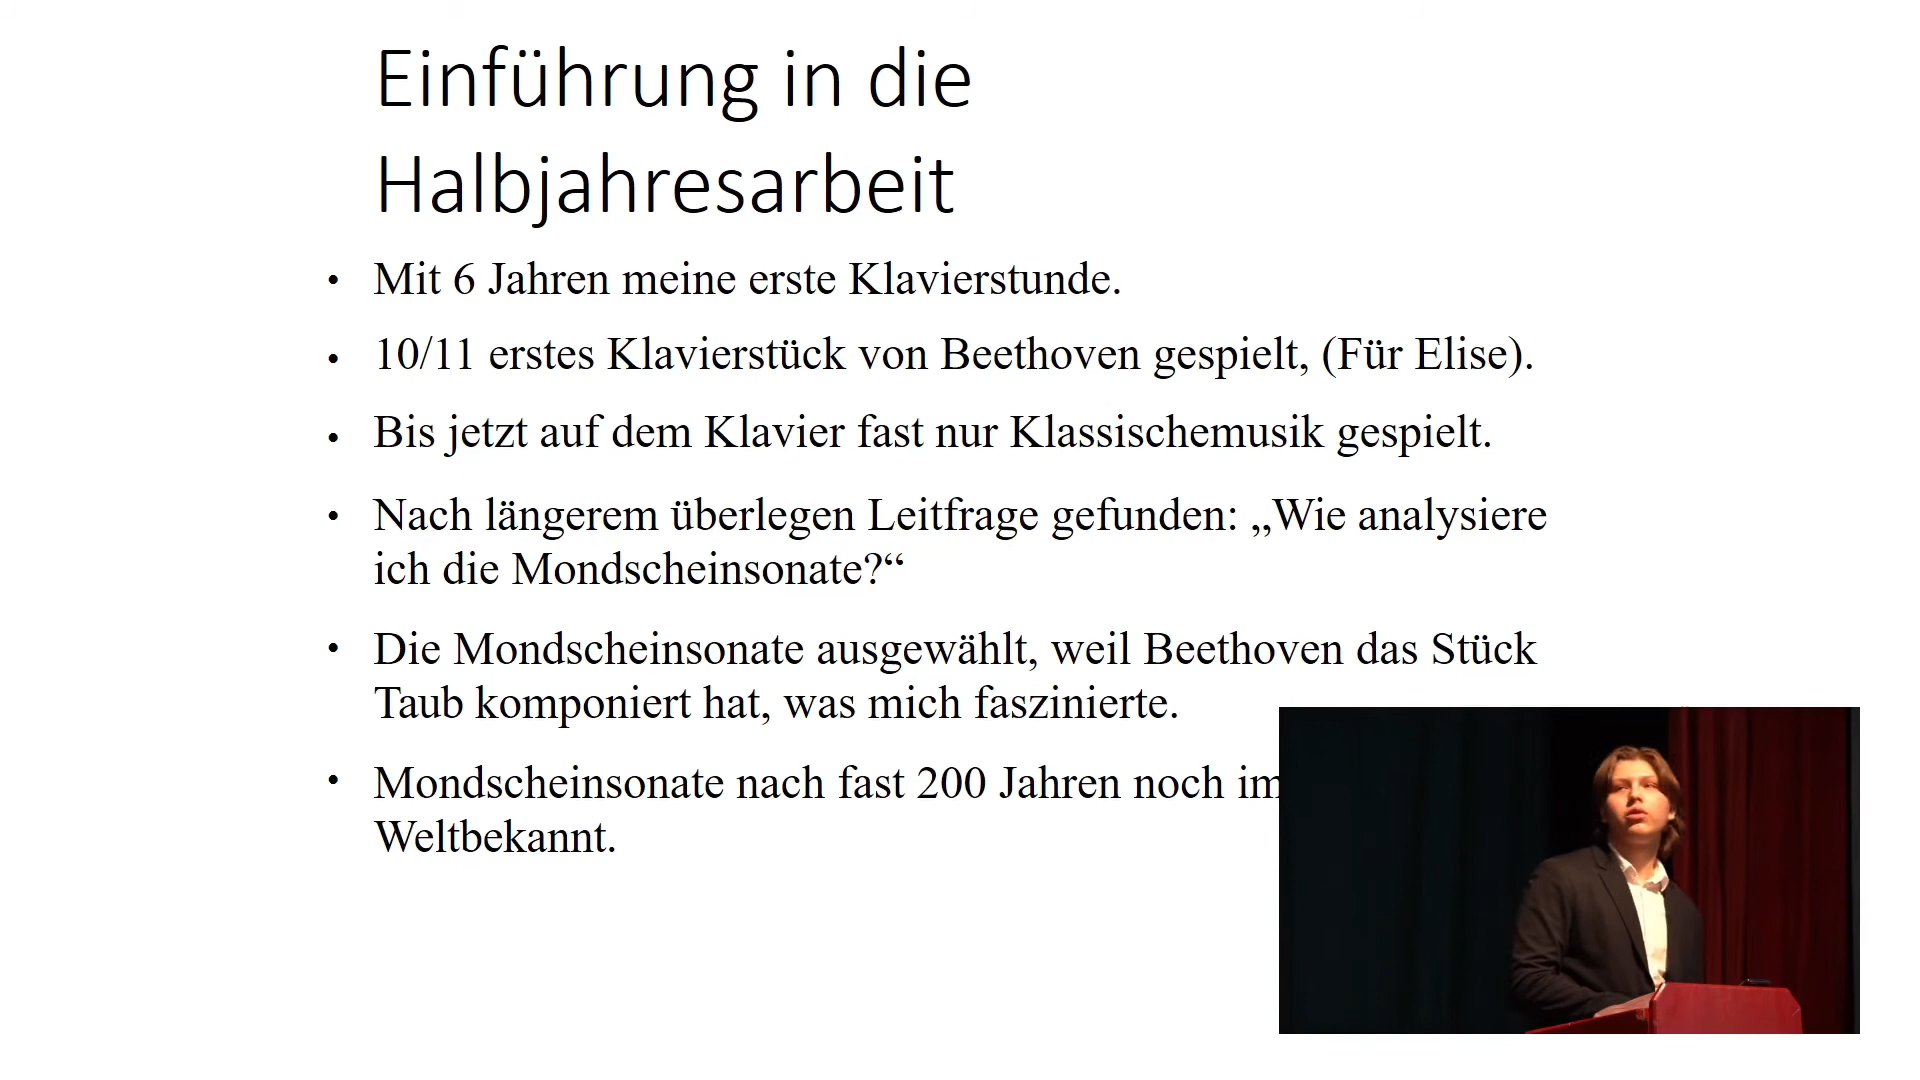 Einführung in die
Halbjahresarbeit
• Mit 6 Jahren meine erste Klavierstunde.
• 10/11 erstes Klavierstück von Beethoven gespielt, (Für Elise).
• Bis jetzt auf dem Klavier fast nur Klassischemusik gespielt.
• Nach längerem überlegen Leitfrage gefunden: „Wie analysiere
ich die Mondscheinsonate?“
• Die Mondscheinsonate ausgewählt, weil Beethoven das Stück
Taub komponiert hat, was mich faszinierte.
• Mondscheinsonate nach fast 200 Jahren noch
Weltbekannt.